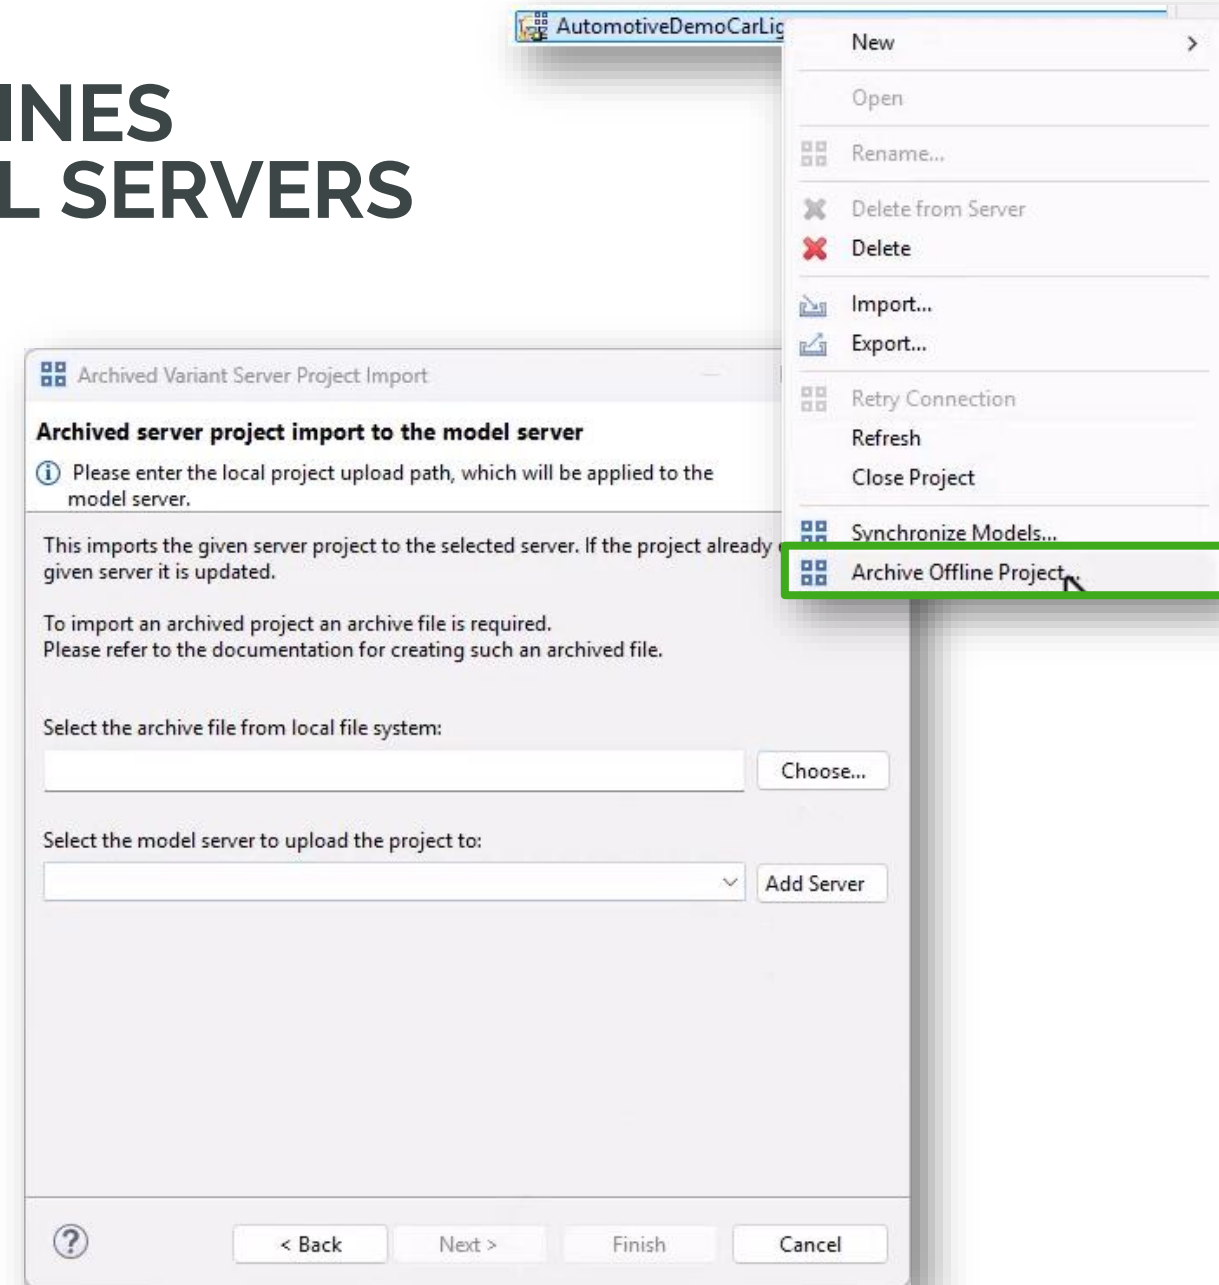 AutomotiveDemoCarLig
INES
L SERVERS
New
Open
Rename...
Delete from Server
Delete
Import...
Export...
Retry Connection
Refresh
Close Project
Synchronize Models...
Archive Offline Project...
Archived Variant Server Project Import
Archived server project import to the model server
Please enter the local project upload path, which will be applied to the
model server.
This imports the given server project to the selected server. If the project already
given server it is updated.
To import an archived project an archive file is required.
Please refer to the documentation for creating such an archived file.
Select the archive file from local file system:
Choose...
Select the model server to upload the project to:
Add Server
< Back
Next >
Finish
Cancel